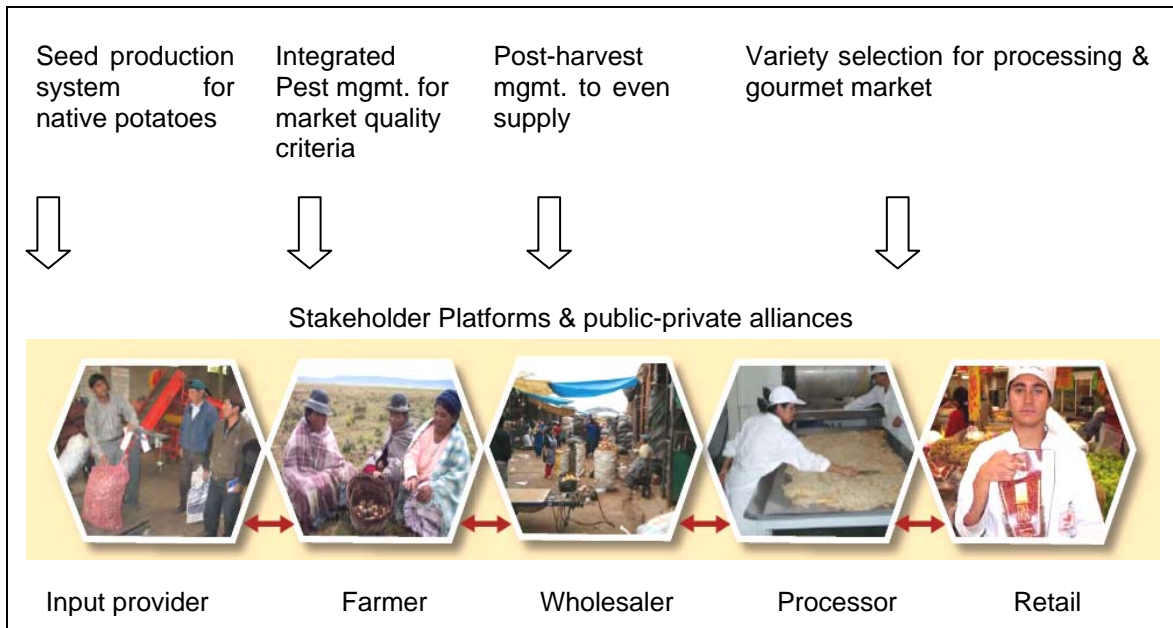 Seed production
system for
native potatoes
Integrated
Pest mgmt. for
market quality
criteria
Post-harvest
mgmt. to even
supply
Variety selection for processing &
gourmet market
Stakeholder Platforms & public-private alliances
Input provider
Farmer
Wholesaler
Processor
Retail